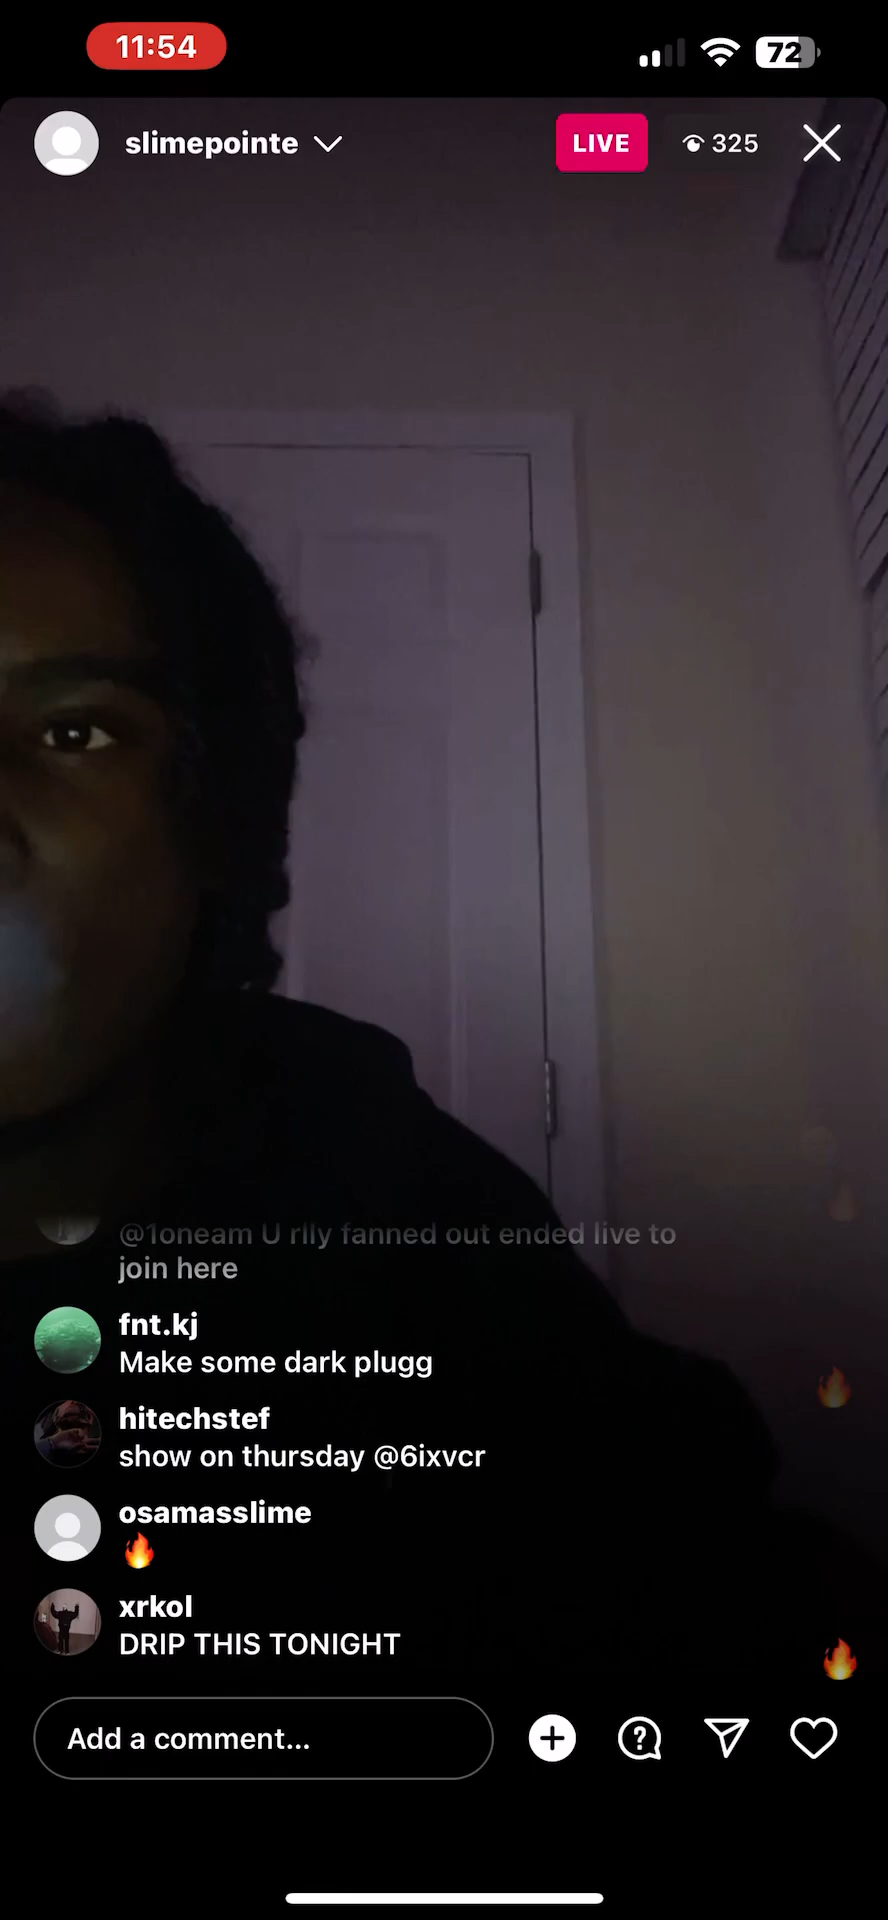 11:54
72
slimepointe
LIVE
325
@1oneam U rlly fanned out ended live to
join here
fnt.kj
Make some dark plugg
hitechstef
show on thursday @6ixvcr
osamasslime
🔥
xrkol
DRIP THIS TONIGHT
Add a comment...